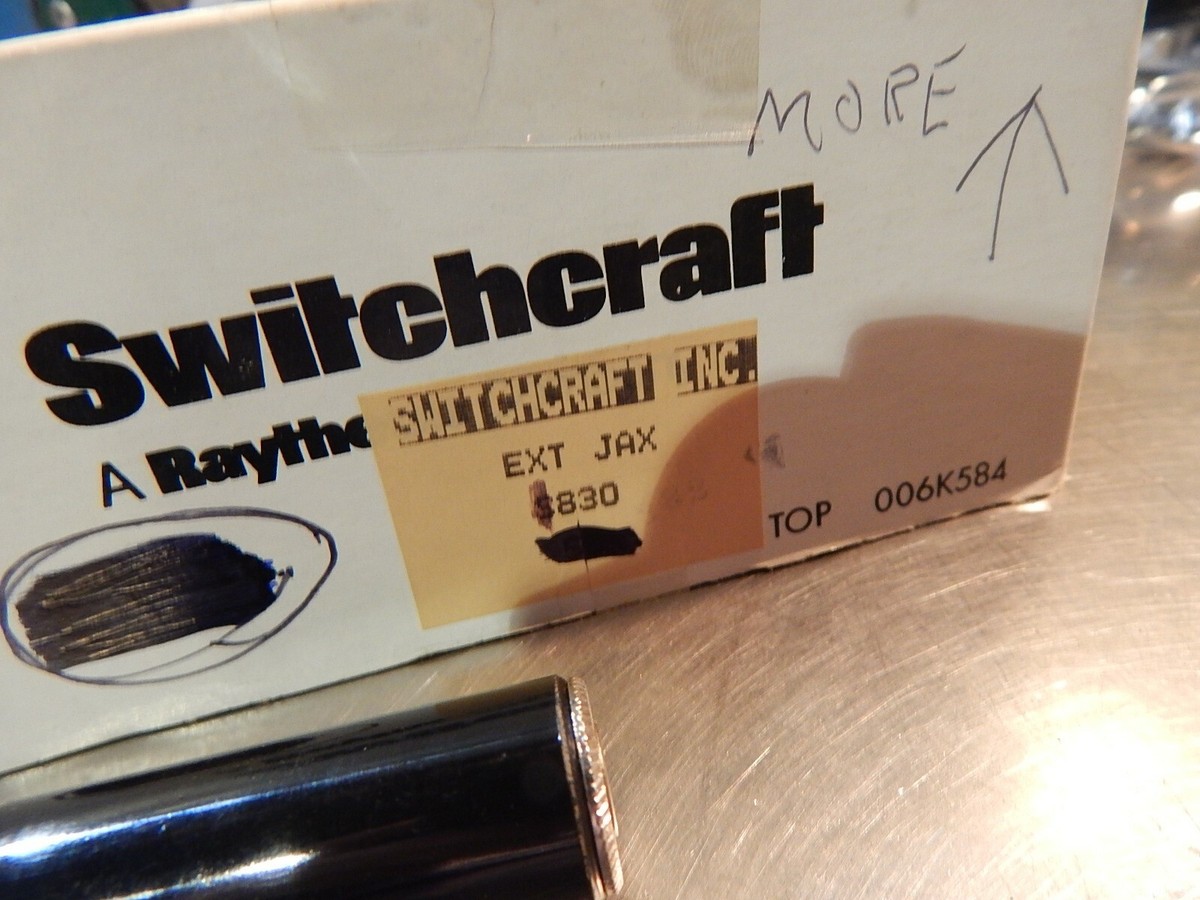 MORE
Switchcraft
A Raythe
SWITCHCRAFT INC.
EXT JAX
830
TOP 006K584